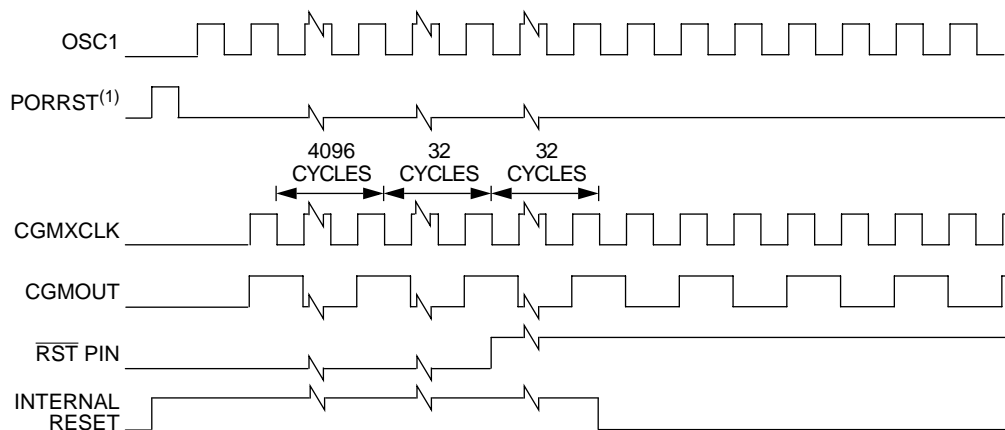 OSC1
PORRST(1)
4096
CYCLES
32
CYCLES
32
CYCLES
CGMXCLK
CGMOUT
RST PIN
INTERNAL
RESET